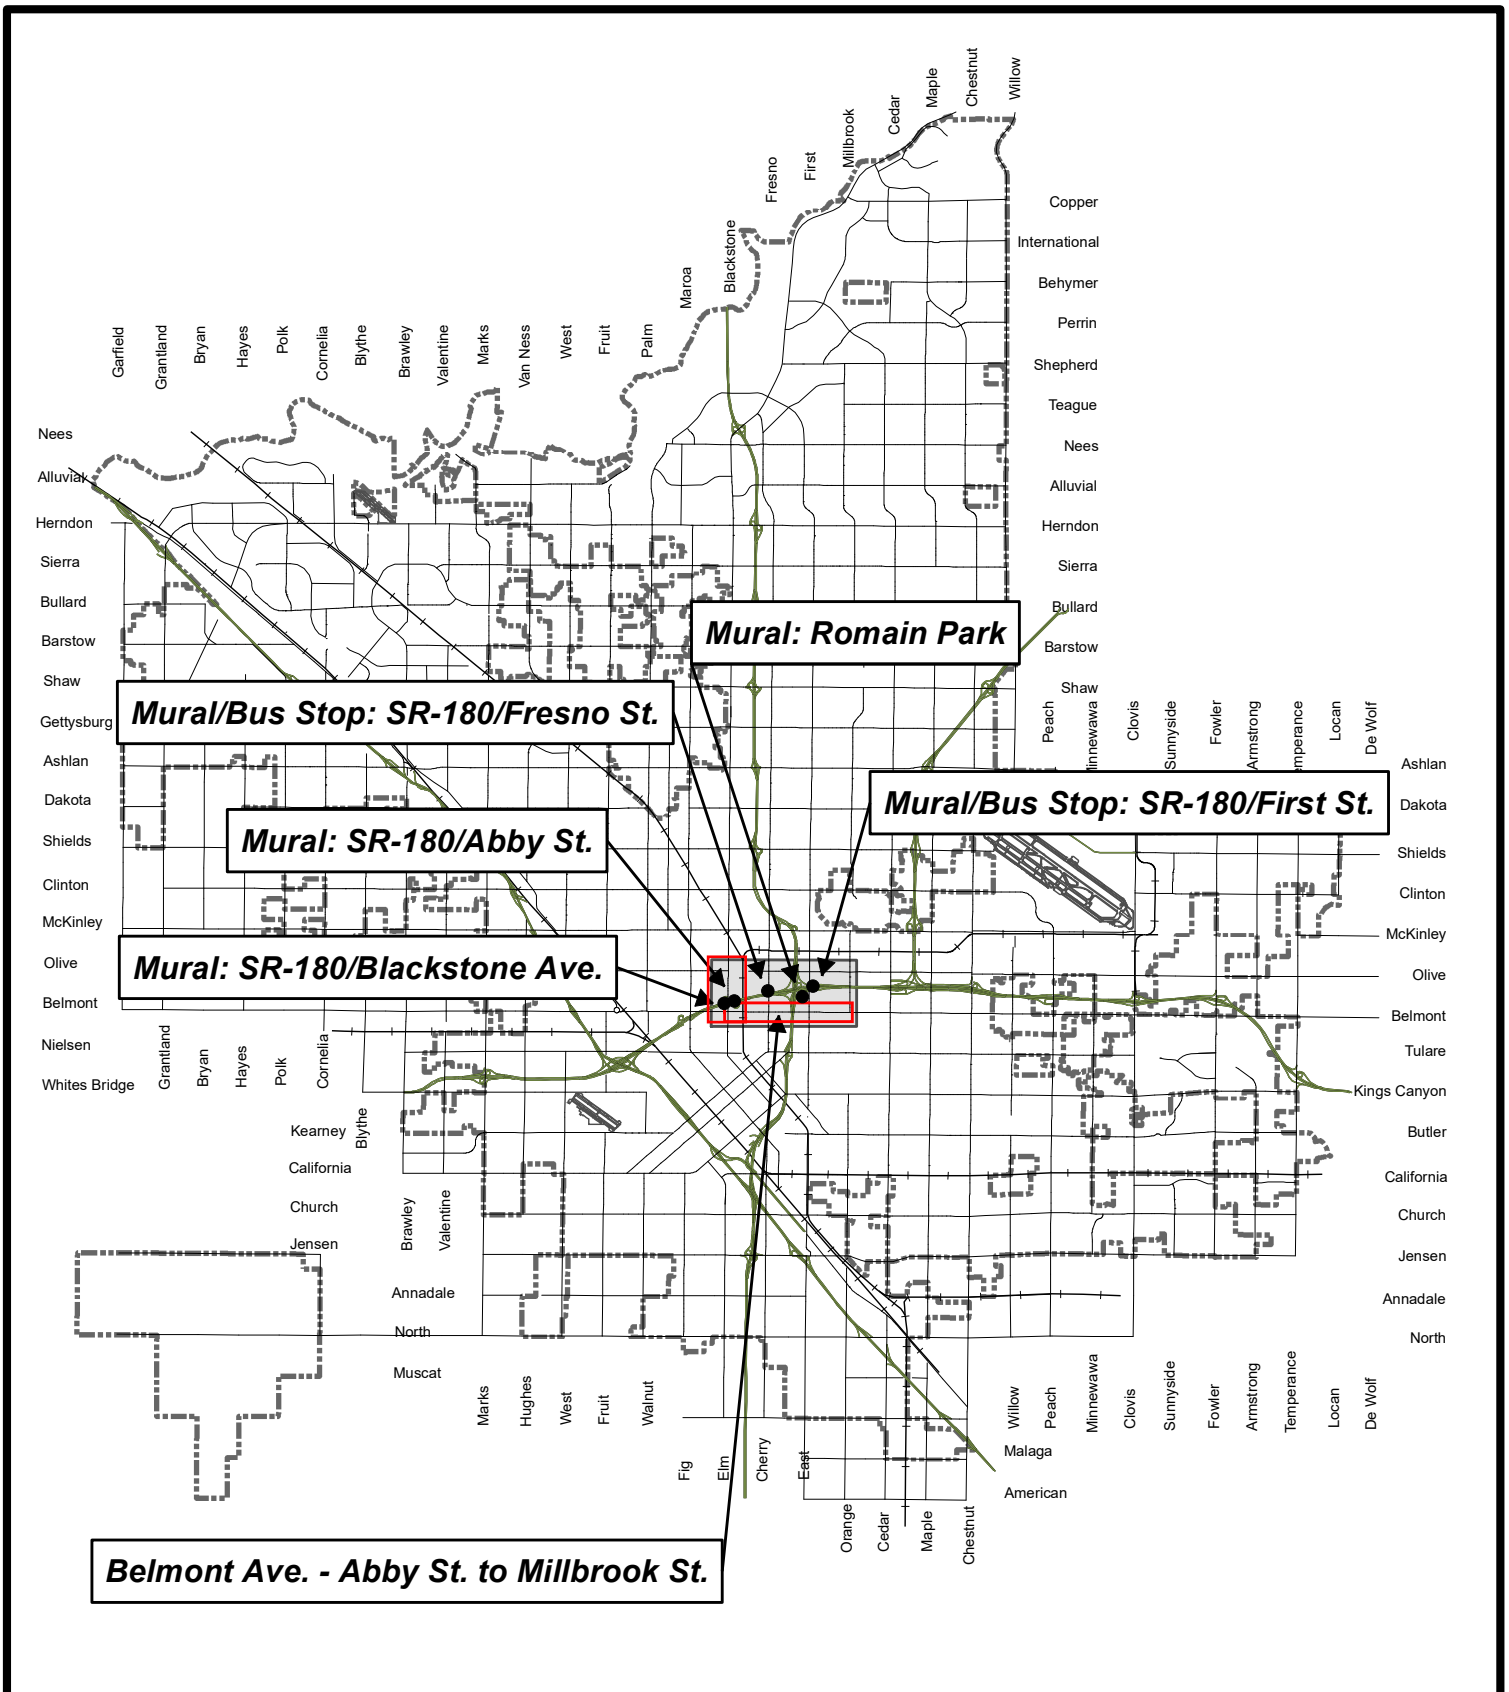 Willow
Chestnut
Maple
Cedar
Millbrook
First
Fresno
Blackstone
Maroa
Copper
International
Behymer
Perrin
Shepherd
Teague
Nees
Alluvial
Herndon
Sierra
Bullard
Barstow
Shaw
Garfield
Grantland
Bryan
Hayes
Polk
Cornelia
Blythe
Brawley
Valentine
Marks
Van Ness
West
Fruit
Palm
Nees
Alluvial
Herndon
Sierra
Bullard
Barstow
Shaw
Gettysburg
Ashlan
Dakota
Shields
Clinton
McKinley
Olive
Belmont
Nielsen
Whites Bridge
Mural: Romain Park
Mural/Bus Stop: SR-180/Fresno St.
Mural/Bus Stop: SR-180/First St.
Mural: SR-180/Abby St.
Mural: SR-180/Blackstone Ave.
Peach
Clovis
Sunnyside
Fowler
Armstrong
Locan
De Wolf
Ashlan
Dakota
Shields
Clinton
McKinley
Olive
Belmont
Tulare
Kings Canyon
Butler
California
Church
Jensen
Annadale
North
Grantland
Bryan
Hayes
Polk
Cornelia
Blythe
Kearney
California
Church
Jensen
Brawley
Valentine
Annadale
North
Muscat
Marks
Hughes
West
Fruit
Walnut
Fig
Elm
Cherry
East
Orange
Cedar
Maple
Chestnut
Willow
Peach
Minnewawa
Clovis
Sunnyside
Fowler
Armstrong
Temperance
Locan
De Wolf
Malaga
American
Belmont Ave. - Abby St. to Millbrook St.